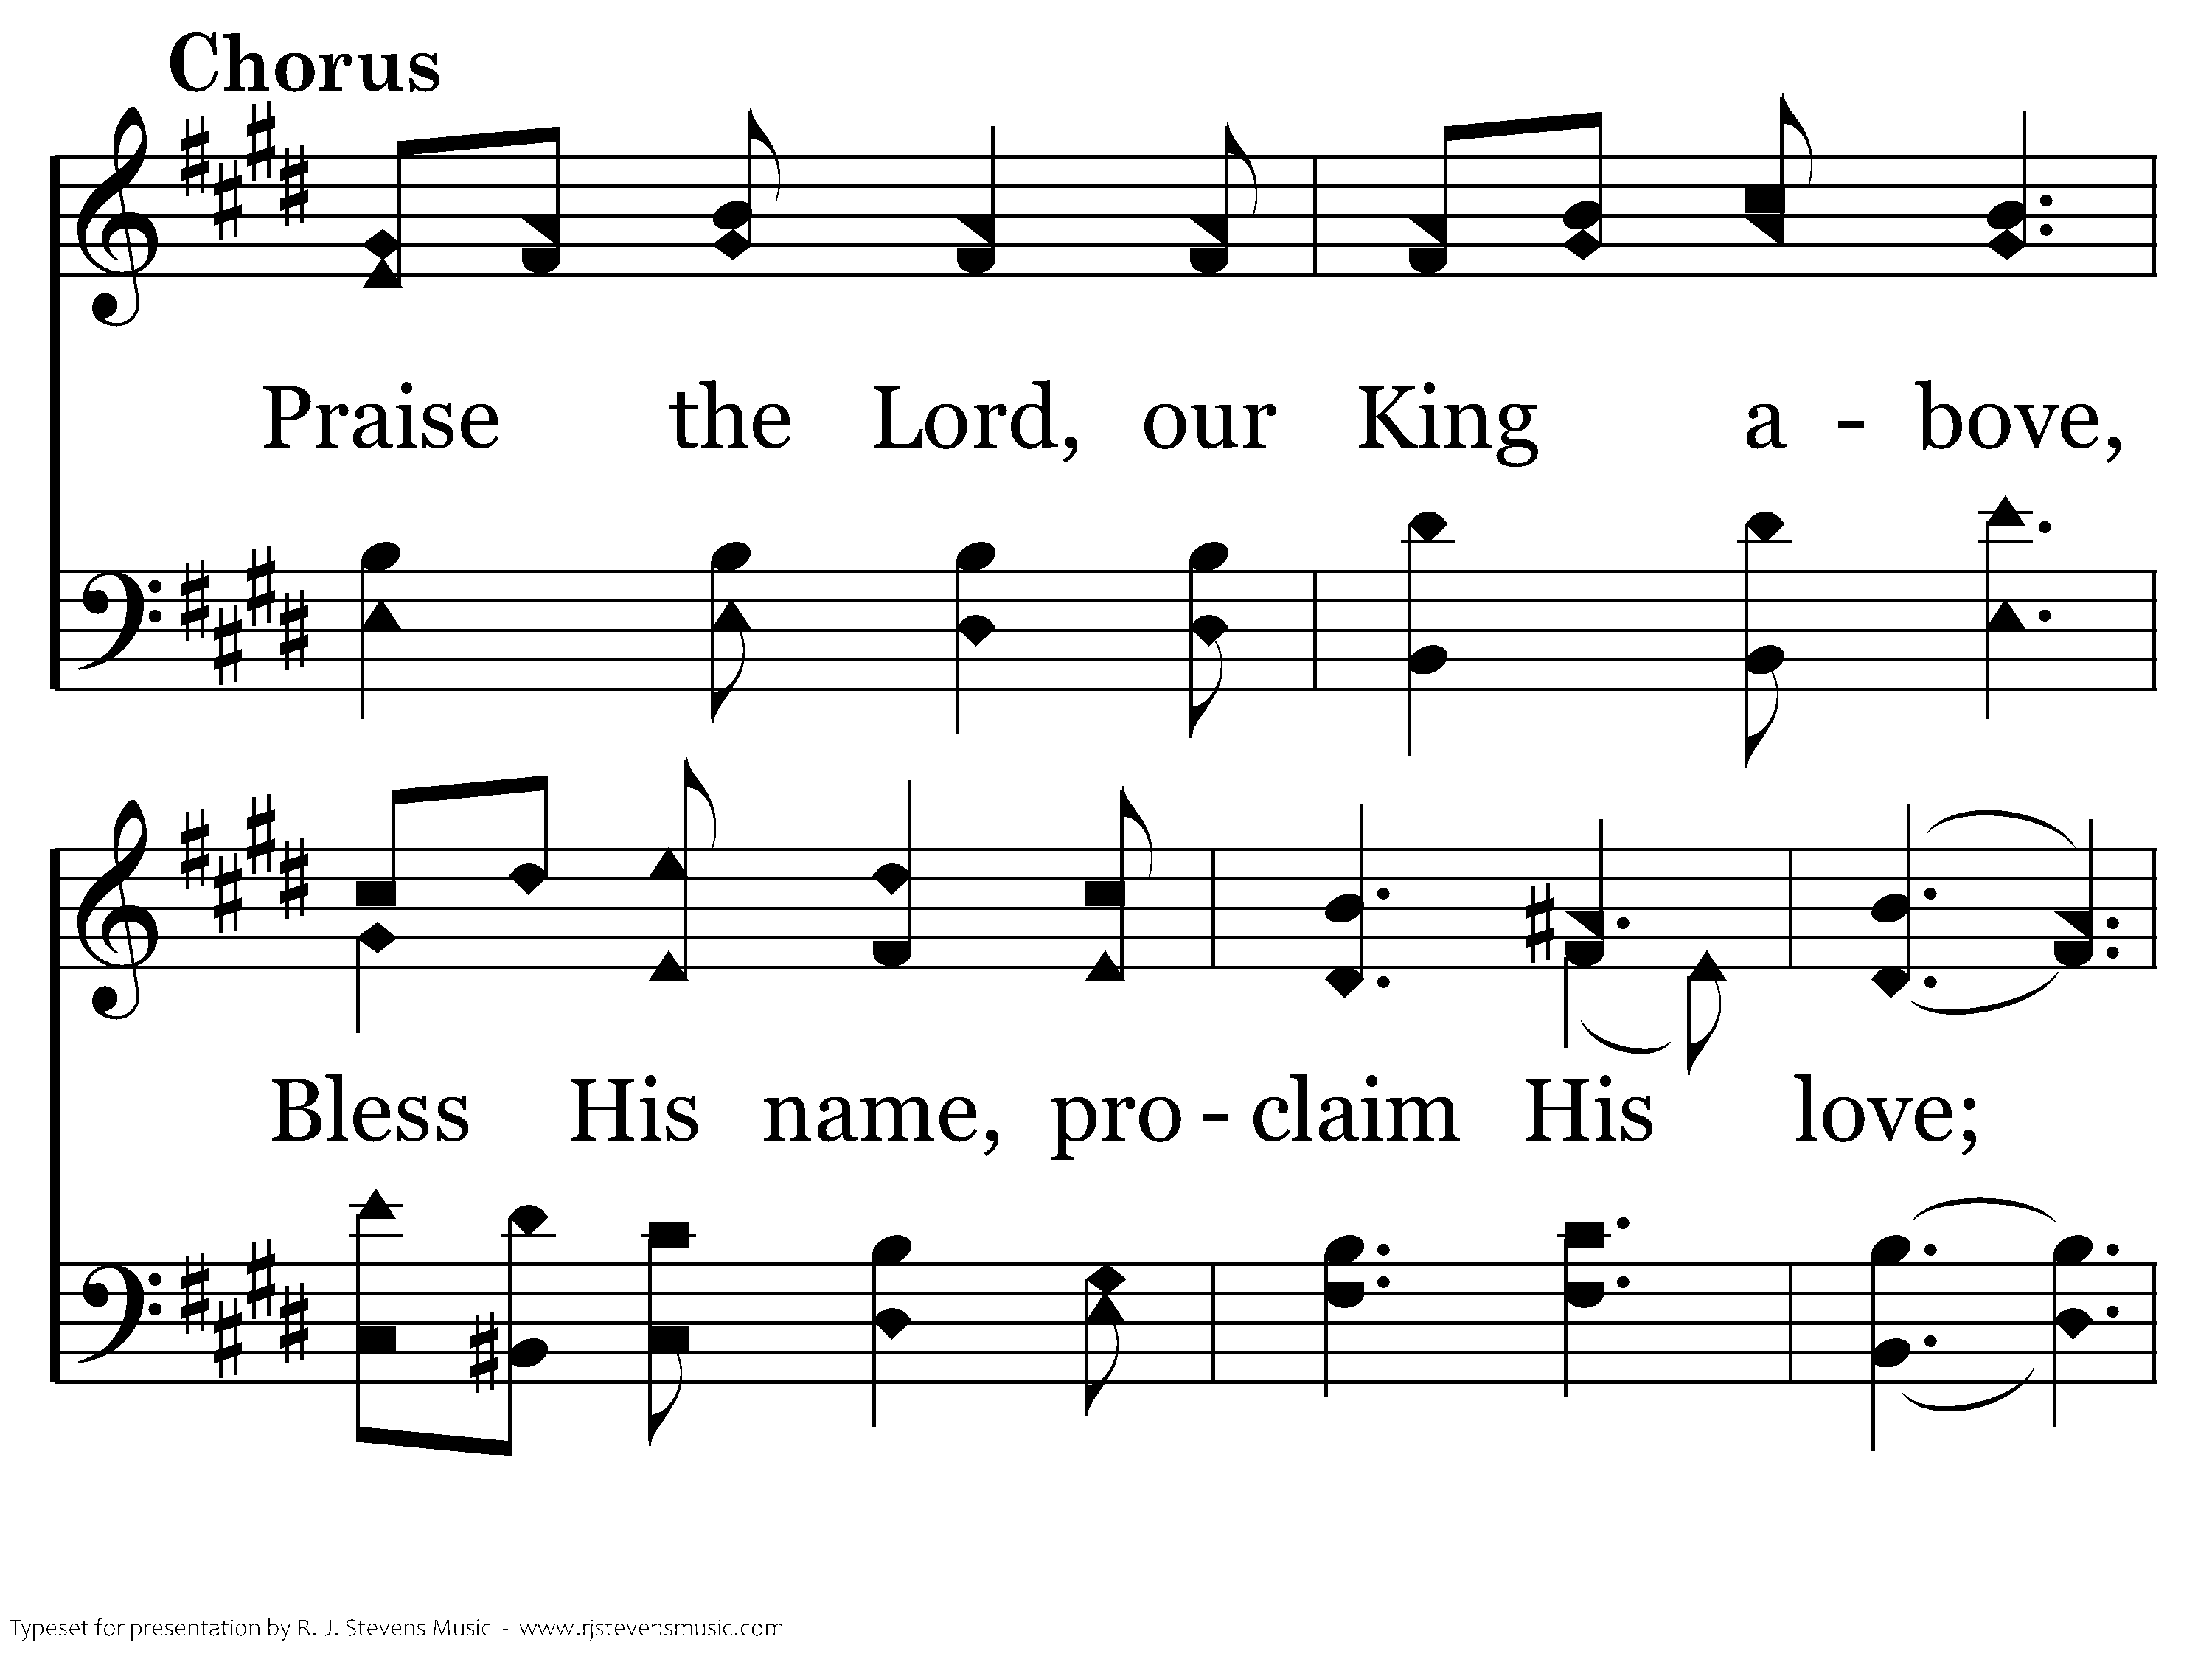 Chorus
Praise the Lord, our King a - bove,
Bless His name, pro - claim His love;
Typeset for presentation by R. J. Stevens Music - www.rjstevensmusic.com